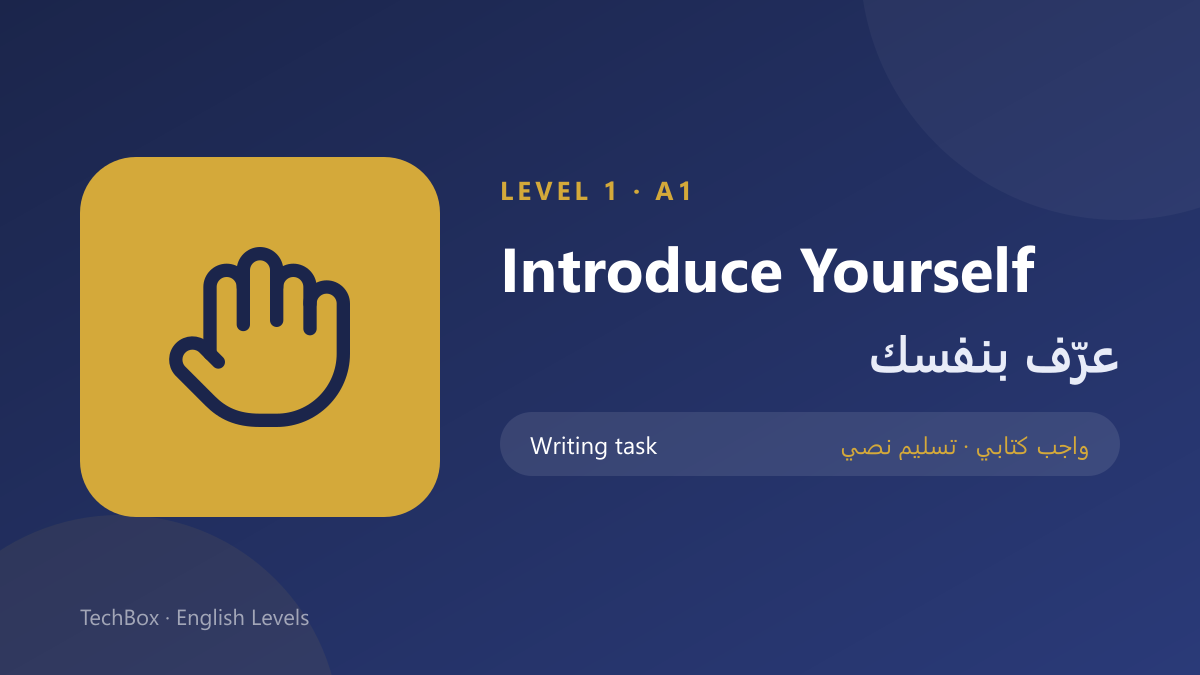 LEVEL 1 · A1
Introduce Yourself
عرّف بنفسك
Writing task
واجب كتابي · تسليم نصي
TechBox · English Levels